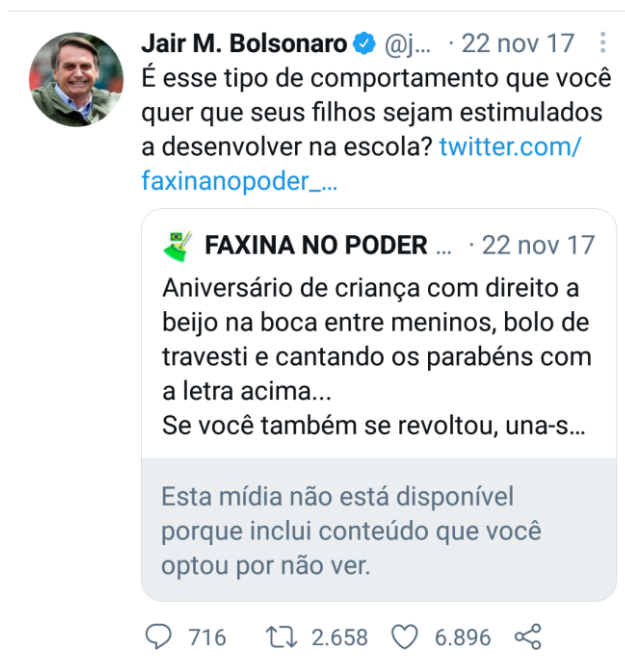 Jair M. Bolsonaro @j... · 22 nov 17
É esse tipo de comportamento que você
quer que seus filhos sejam estimulados
a desenvolver na escola? twitter.com/
faxinanopoder_...
FAXINA NO PODER ... · 22 nov 17
Aniversário de criança com direito a
beijo na boca entre meninos, bolo de
travesti e cantando os parabéns com
a letra acima...
Se você também se revoltou, una-s...
Esta mídia não está disponível
porque inclui conteúdo que você
optou por não ver.
716 2.658 6.896